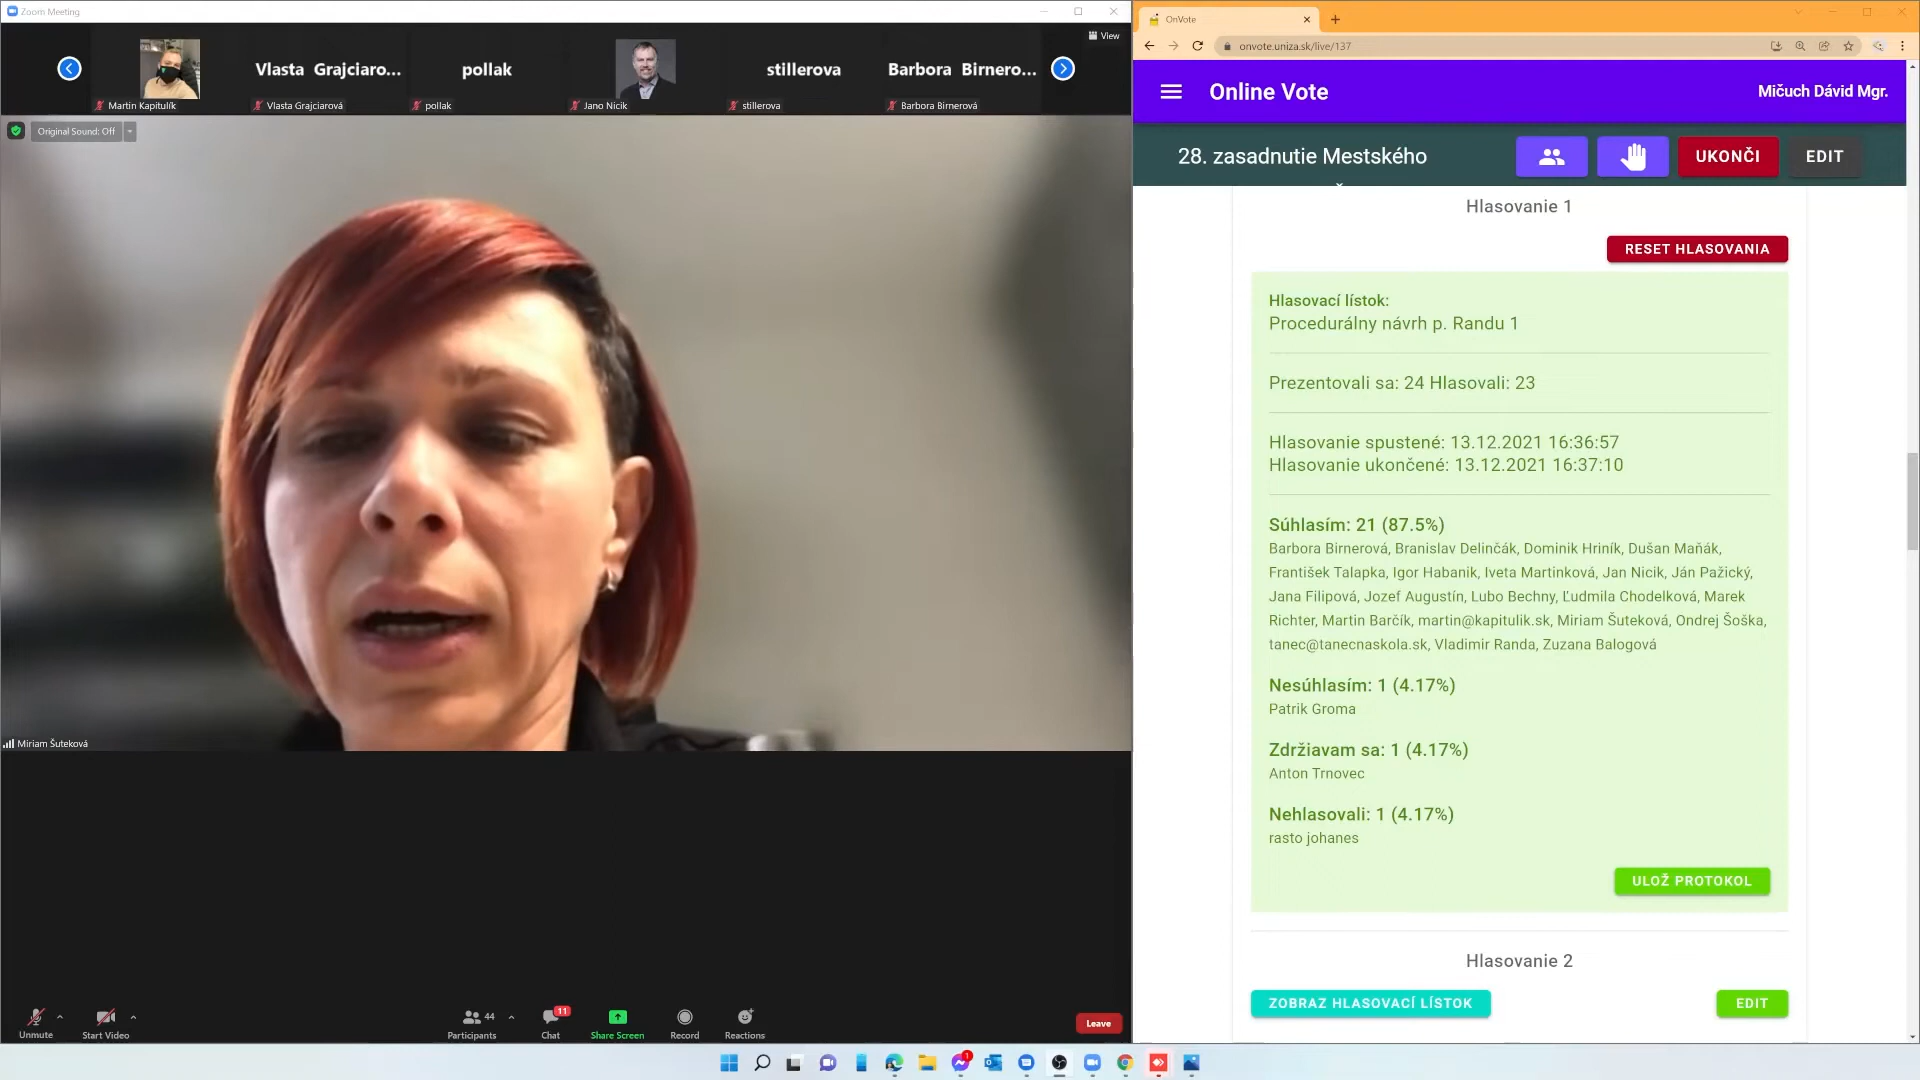 Zoom Meeting
View
Vlasta Grajciaro...
pollak
stillerova
Barbora Birnero...
Martin Kapitulík
Vlasta Grajciarová
pollak
Jano Nicik
stillerova
Barbora Birnerová
Original Sound: Off
Miriam Šuteková
Unmute
Start Video
44
Participants
11
Chat
Share Screen
Record
Reactions
Leave
OnVote
onvote.uniza.sk/live/137
Online Vote
Mičuch Dávid Mgr.
28. zasadnutie Mestského
UKONČI
EDIT
Hlasovanie 1
RESET HLASOVANIA
Hlasovací lístok:
Procedurálny návrh p. Randu 1
Prezentovali sa: 24 Hlasovali: 23
Hlasovanie spustené: 13.12.2021 16:36:57
Hlasovanie ukončené: 13.12.2021 16:37:10
Súhlasím: 21 (87.5%)
Barbora Birnerová, Branislav Delinčák, Dominik Hriník, Dušan Maňák,
František Talapka, Igor Habanik, Iveta Martinková, Jan Nicik, Ján Pažický,
Jana Filipová, Jozef Augustín, Lubo Bechny, Ľudmila Chodelková, Marek
Richter, Martin Barčík, martin@kapitulik.sk, Miriam Šuteková, Ondrej Šoška,
tanec@tanecnaskola.sk, Vladimir Randa, Zuzana Balogová
Nesúhlasím: 1 (4.17%)
Patrik Groma
Zdržiavam sa: 1 (4.17%)
Anton Trnovec
Nehlasovali: 1 (4.17%)
rasto johanes
ULOŽ PROTOKOL
Hlasovanie 2
ZOBRAZ HLASOVACÍ LÍSTOK
EDIT
1